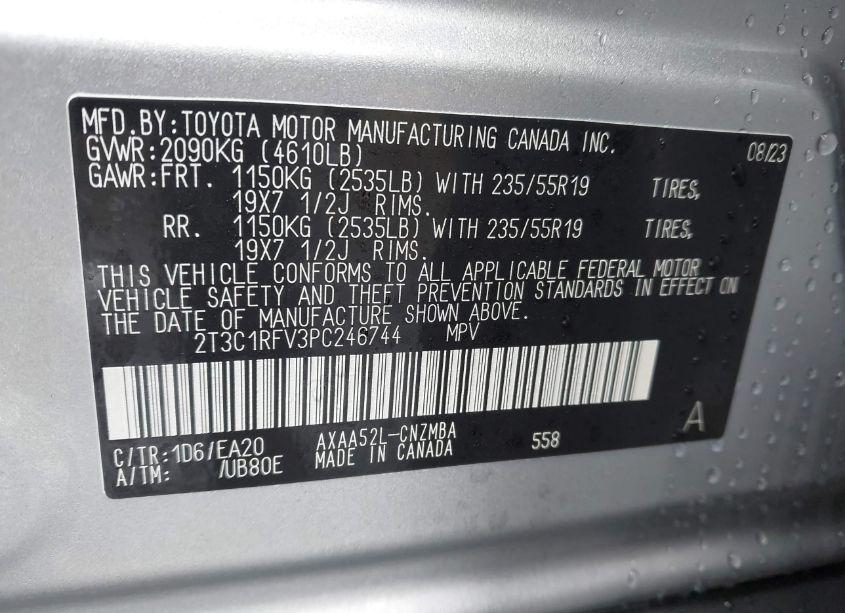 MFD.BY:TOYOTA MOTOR MANUFACTURING CANADA INC. 08/23
GVWR:2090KG (4610LB)
GAWR:FRT. 1150KG (2535LB) WITH 235/55R19 TIRES,
19X7 1/2J RIMS.
RR. 1150KG (2535LB) WITH 235/55R19 TIRES,
19X7 1/2J RIMS.
THIS VEHICLE CONFORMS TO ALL APPLICABLE FEDERAL MOTOR
VEHICLE SAFETY AND THEFT PREVENTION STANDARDS IN EFFECT ON
THE DATE OF MANUFACTURE SHOWN ABOVE.
2T3C1RFV3PC246744 MPV
A
C/TR:1D6/EA20 AXAA52L-CNZMBA 558
A/TM: /UB80E MADE IN CANADA